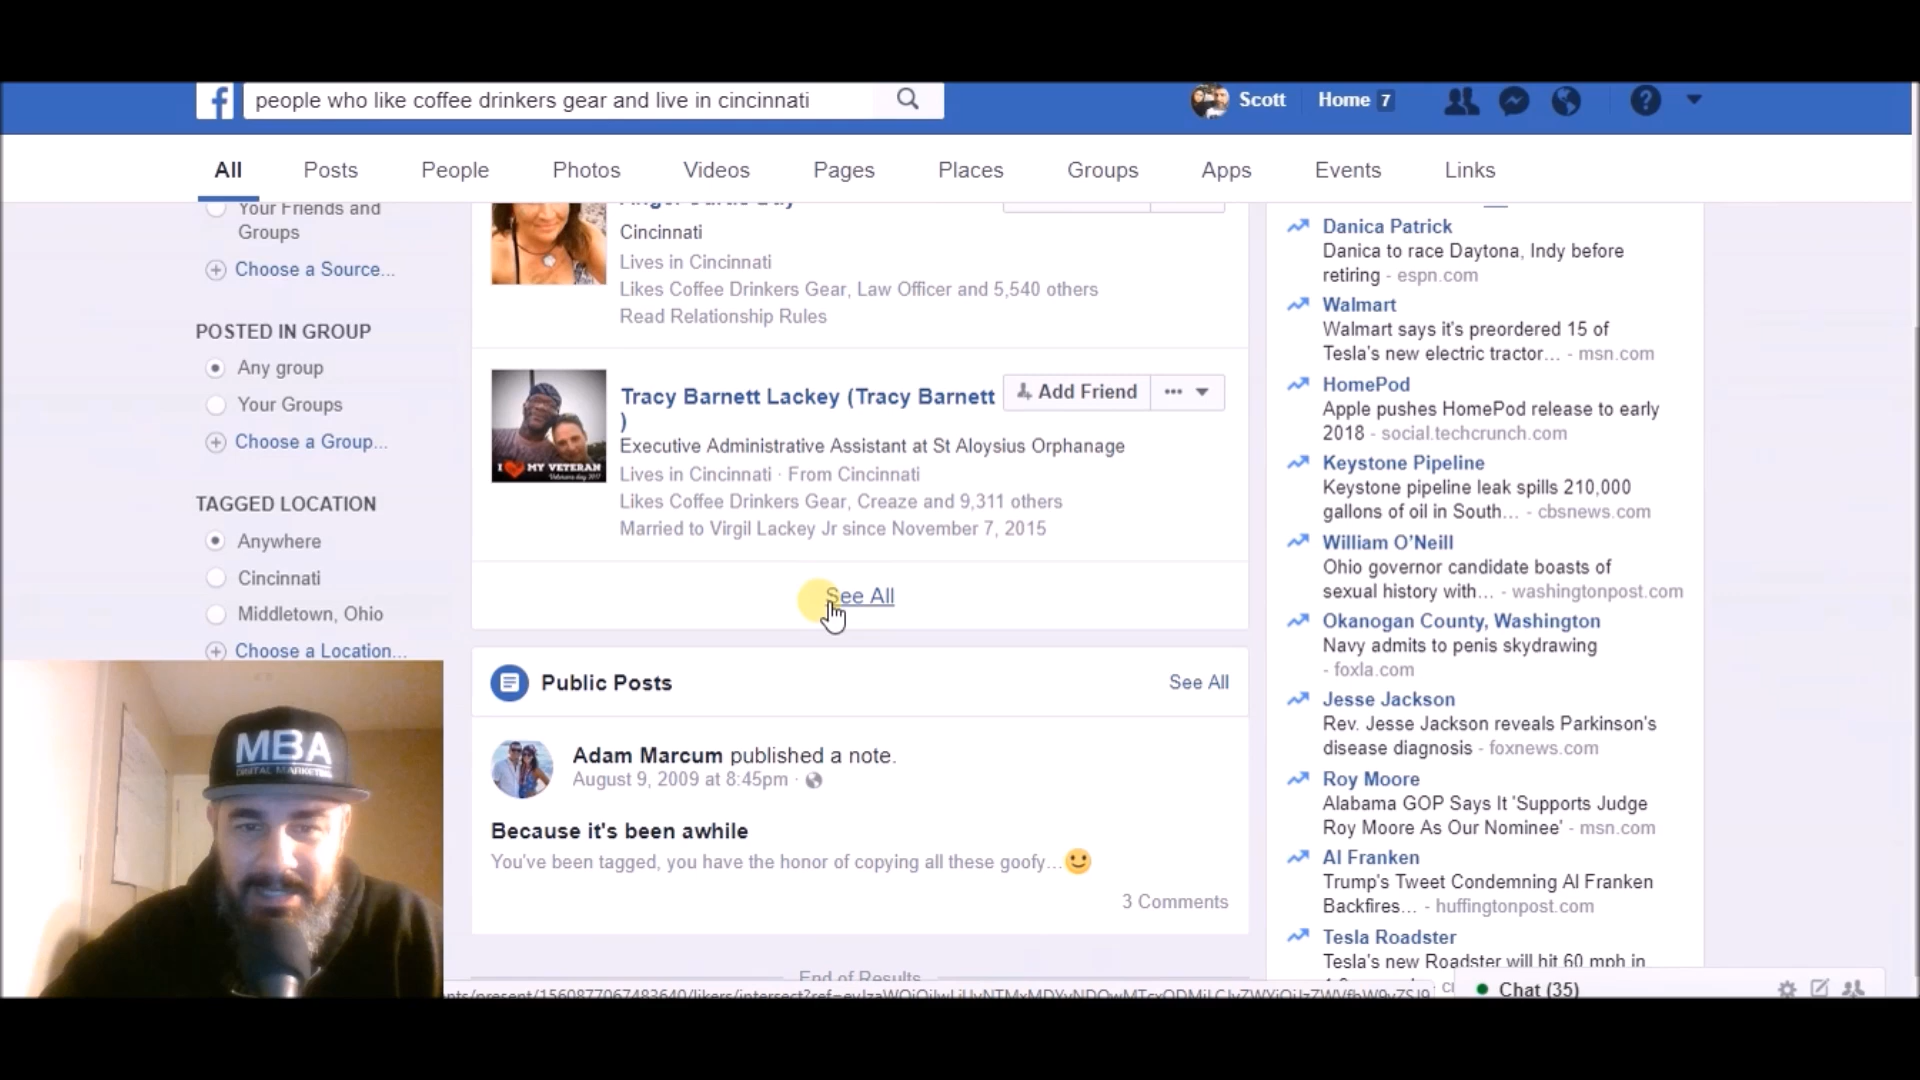 people who like coffee drinkers gear and live in cincinnati
Scott
Home 7
All
Posts
People
Photos
Videos
Pages
Places
Groups
Apps
Events
Links
Your Friends and
Groups
Choose a Source...
POSTED IN GROUP
Any group
Your Groups
Choose a Group...
TAGGED LOCATION
Anywhere
Cincinnati
Middletown, Ohio
Choose a Location...
MBA
DIGITAL MARKETING
Cincinnati
Lives in Cincinnati
Likes Coffee Drinkers Gear, Law Officer and 5,540 others
Read Relationship Rules
I MY VETERAN
Veterans day 2017
Tracy Barnett Lackey (Tracy Barnett
)
Add Friend
Executive Administrative Assistant at St Aloysius Orphanage
Lives in Cincinnati · From Cincinnati
Likes Coffee Drinkers Gear, Creaze and 9,311 others
Married to Virgil Lackey Jr since November 7, 2015
See All
Public Posts
See All
Adam Marcum published a note.
August 9, 2009 at 8:45pm ·
Because it's been awhile
You've been tagged, you have the honor of copying all these goofy...
3 Comments
End of Results
Danica Patrick
Danica to race Daytona, Indy before
retiring - espn.com
Walmart
Walmart says it's preordered 15 of
Tesla's new electric tractor... - msn.com
HomePod
Apple pushes HomePod release to early
2018 - social.techcrunch.com
Keystone Pipeline
Keystone pipeline leak spills 210,000
gallons of oil in South... - cbsnews.com
William O'Neill
Ohio governor candidate boasts of
sexual history with... - washingtonpost.com
Okanogan County, Washington
Navy admits to penis skydrawing
- foxla.com
Jesse Jackson
Rev. Jesse Jackson reveals Parkinson's
disease diagnosis - foxnews.com
Roy Moore
Alabama GOP Says It 'Supports Judge
Roy Moore As Our Nominee' - msn.com
Al Franken
Trump's Tweet Condemning Al Franken
Backfires... - huffingtonpost.com
Tesla Roadster
Tesla's new Roadster will hit 60 mph in
Chat (35)